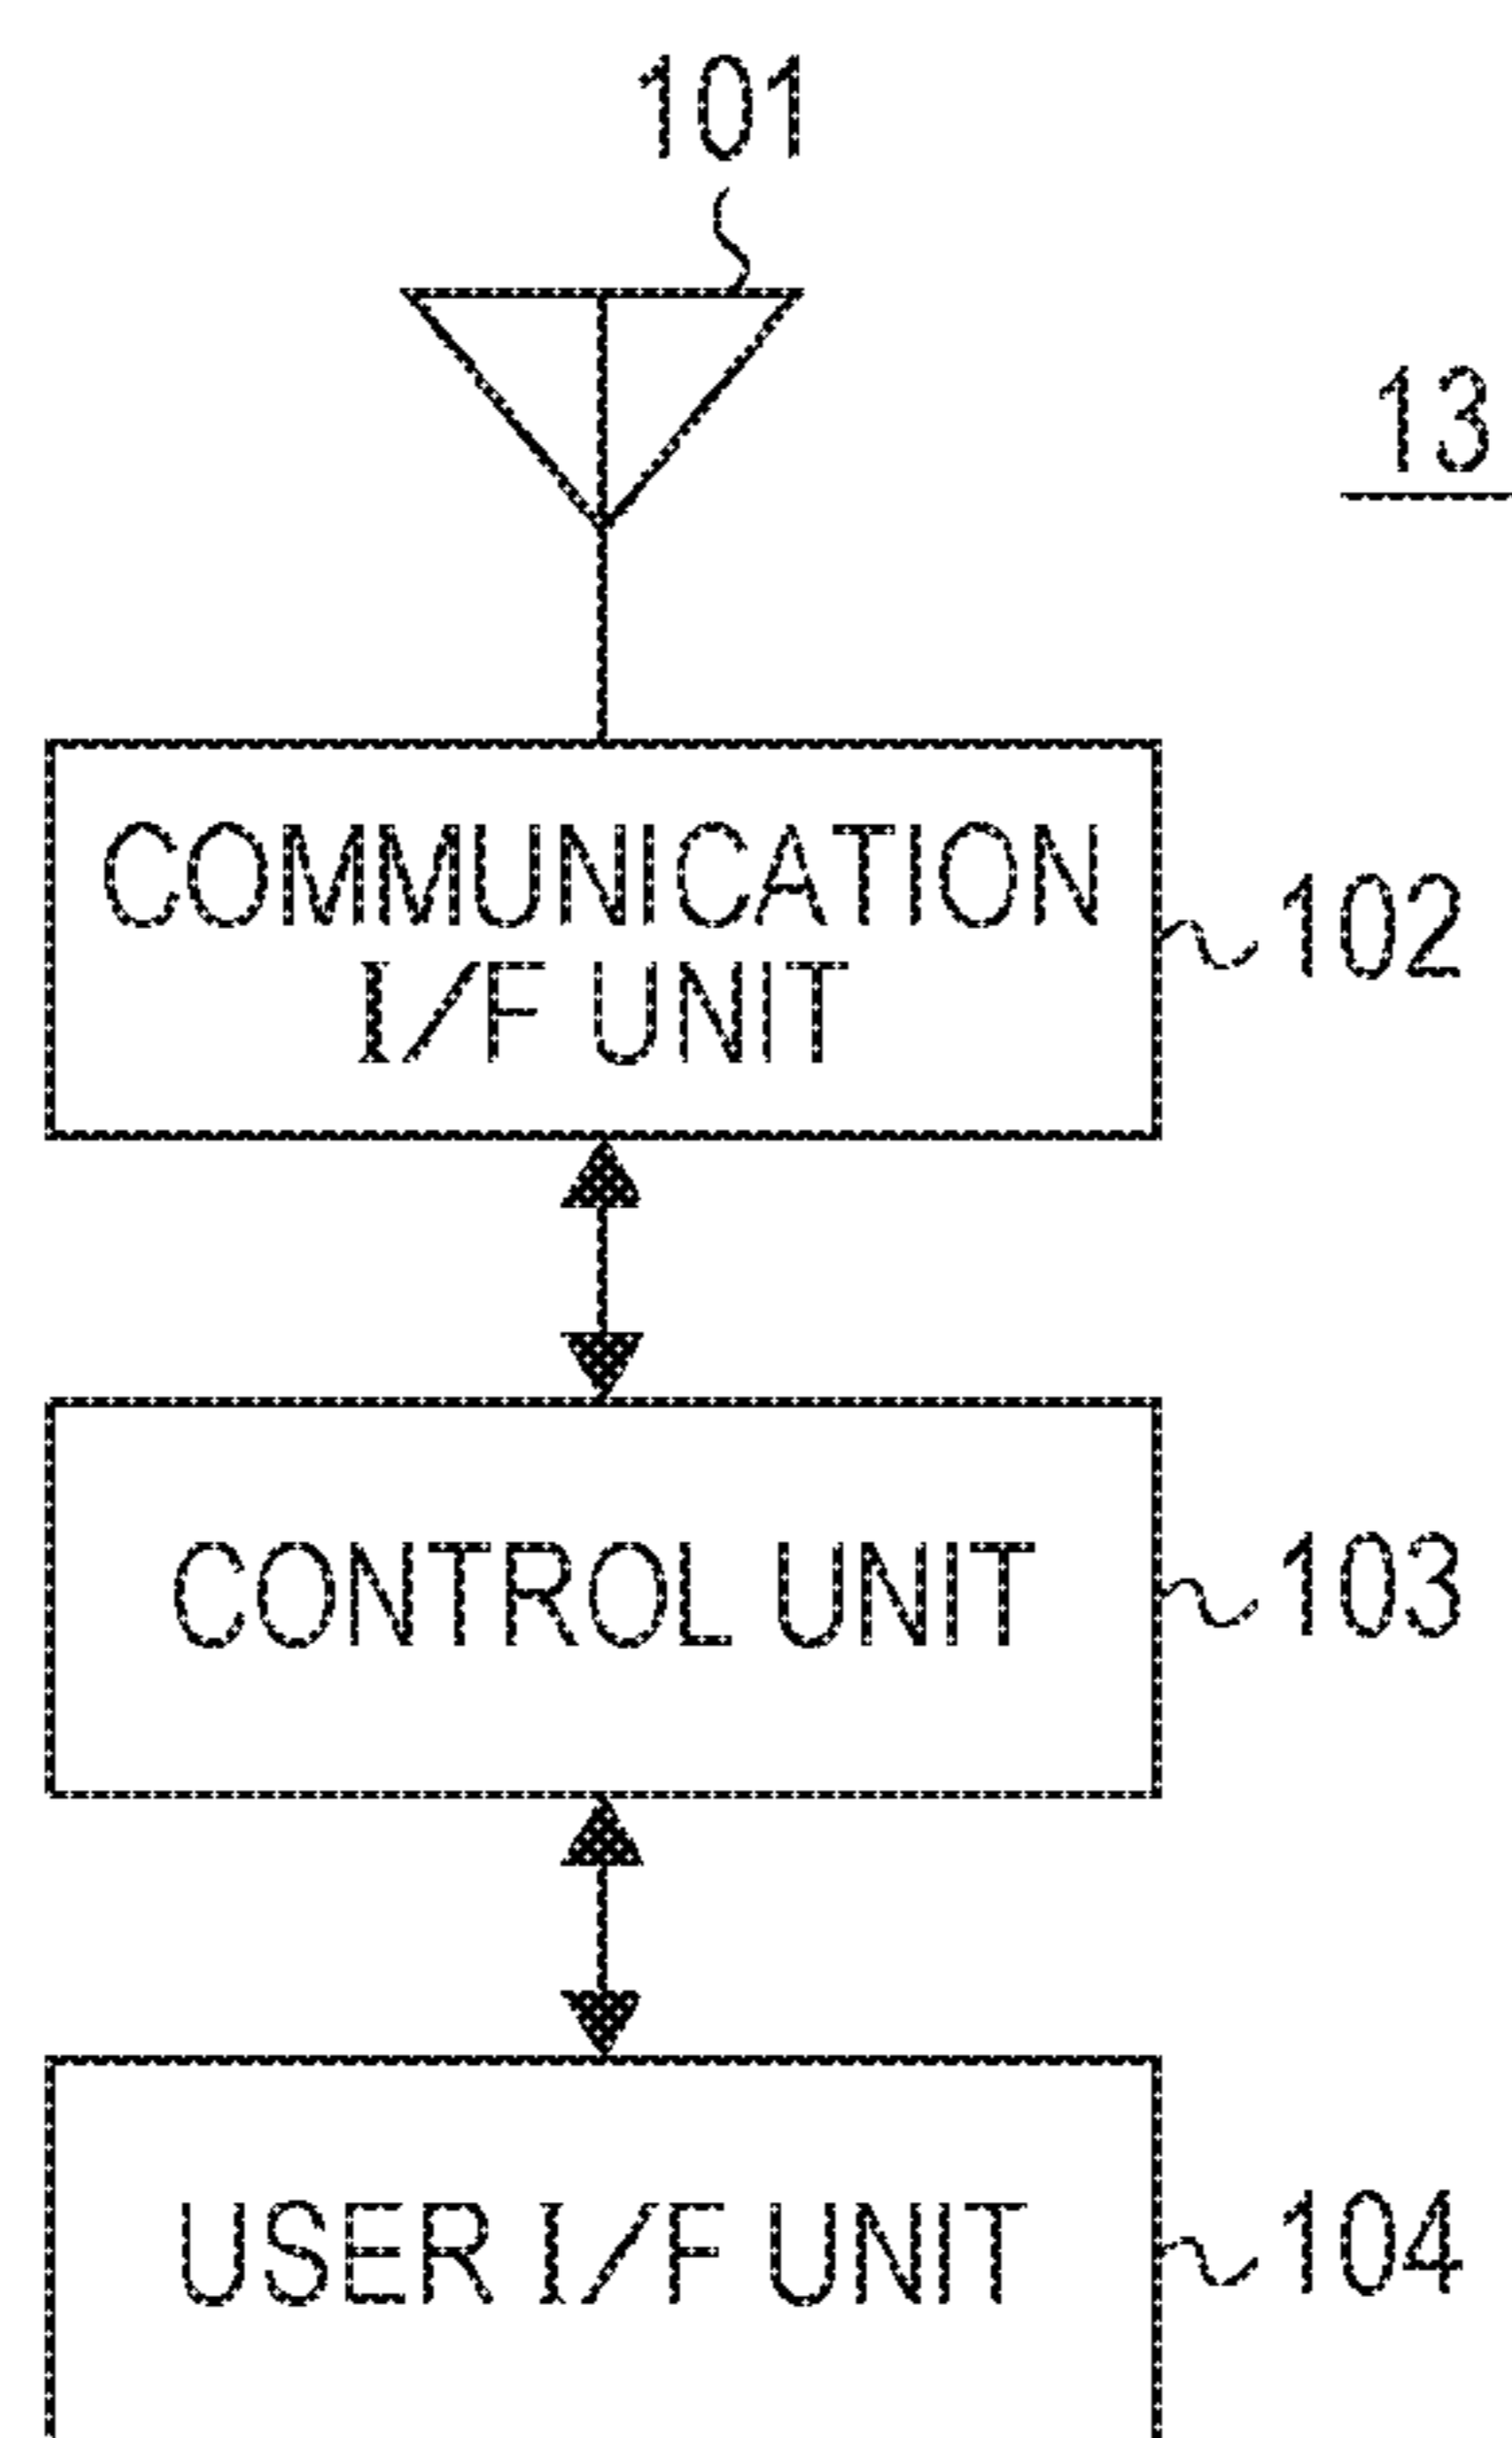 101
13
COMMUNICATION
I/F UNIT
102
CONTROL UNIT
103
USER I/F UNIT
104